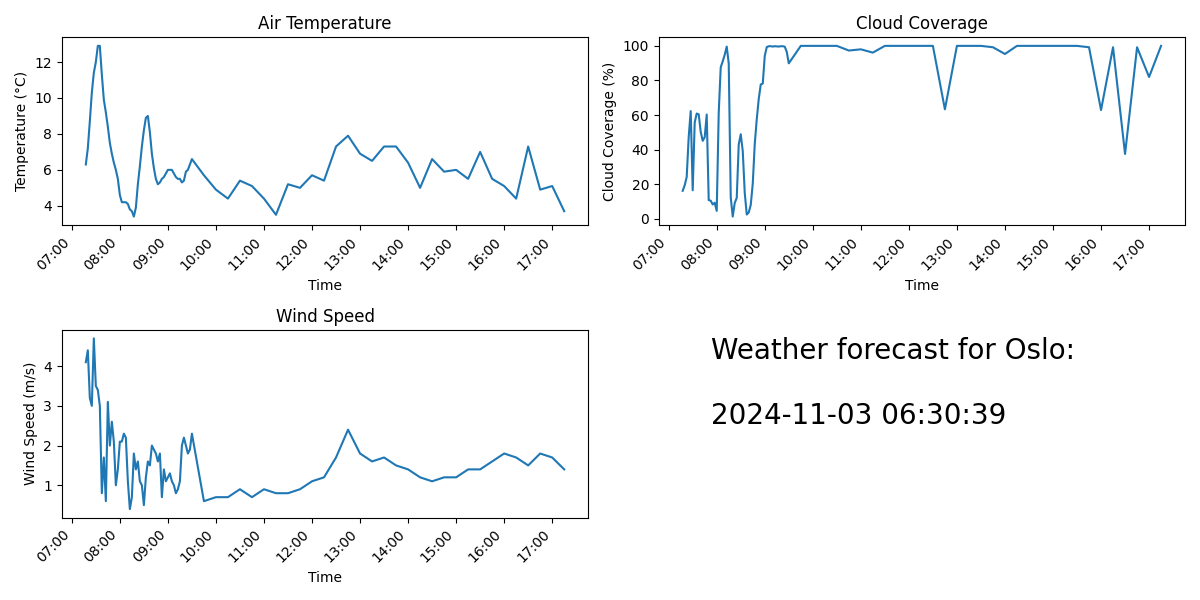 Air Temperature
Temperature (°C)
12
10
8
6
4
07:00 08:00 09:00 10:00 11:00 12:00 13:00 14:00 15:00 16:00 17:00
Time
Cloud Coverage
Cloud Coverage (%)
100
80
60
40
20
0
07:00 08:00 09:00 10:00 11:00 12:00 13:00 14:00 15:00 16:00 17:00
Time
Wind Speed
Wind Speed (m/s)
4
3
2
1
07:00 08:00 09:00 10:00 11:00 12:00 13:00 14:00 15:00 16:00 17:00
Time
Weather forecast for Oslo:
2024-11-03 06:30:39